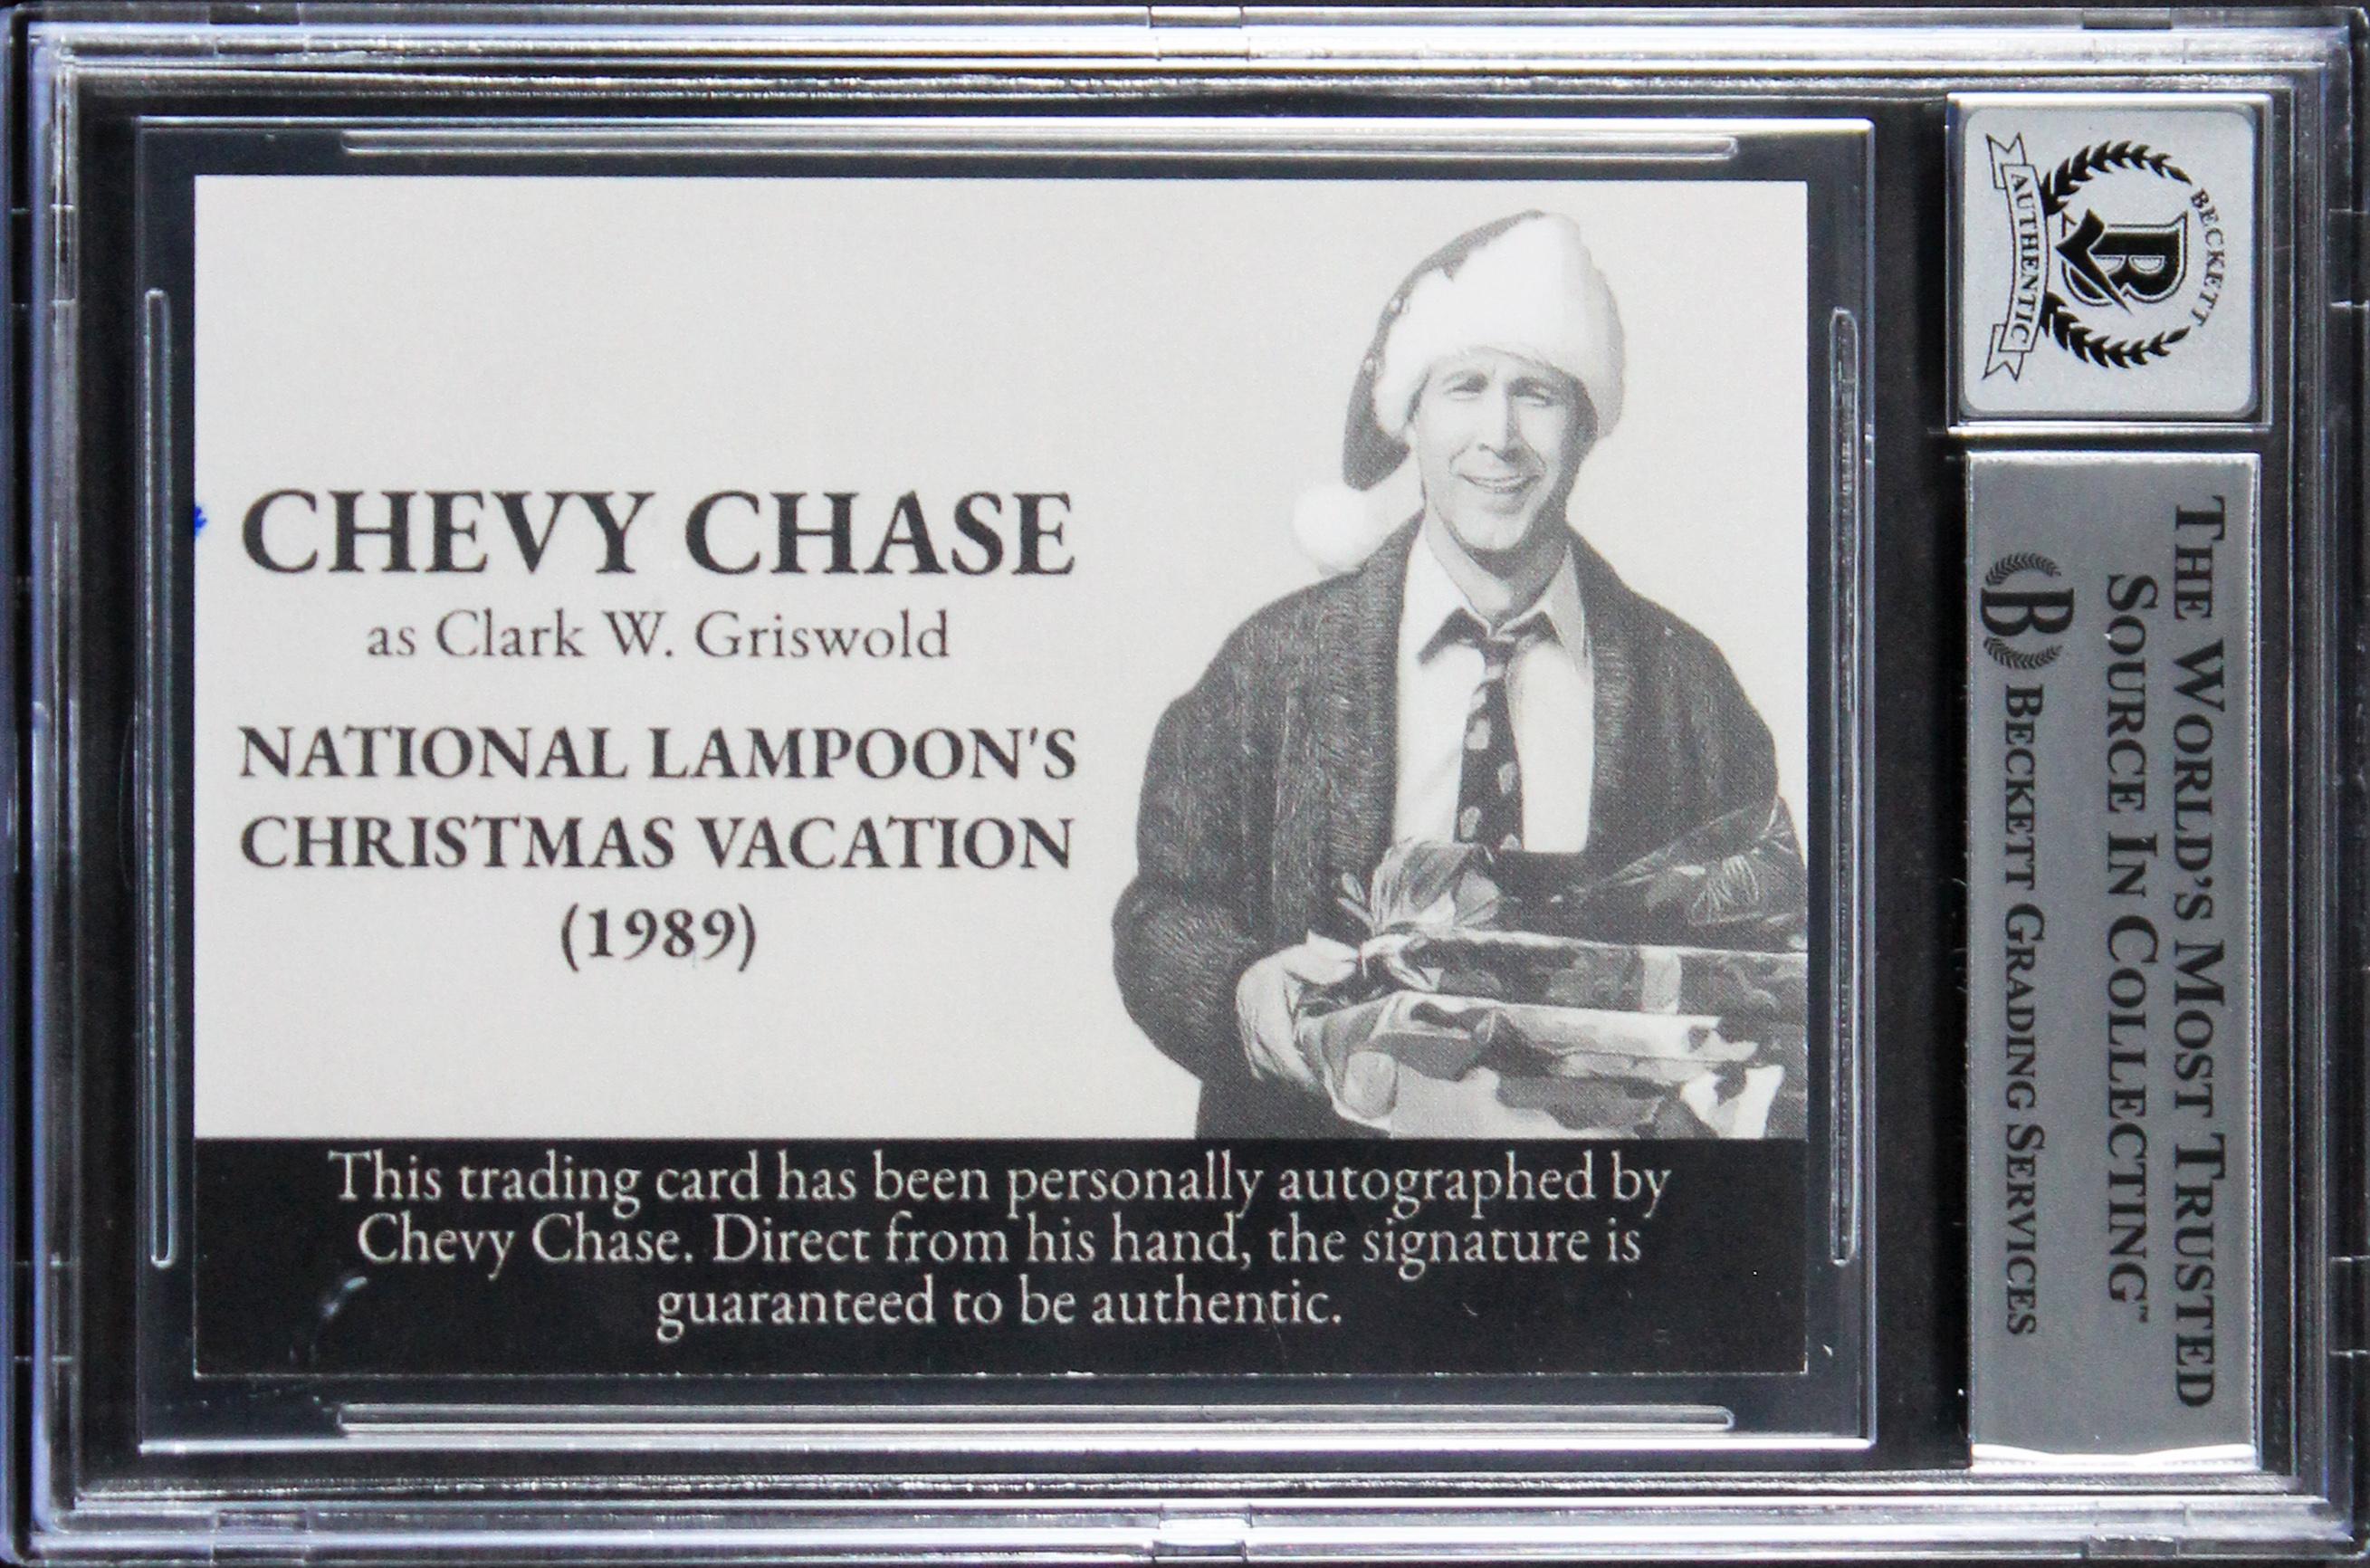 CHEVY CHASE
as Clark W. Griswold
NATIONAL LAMPOON'S
CHRISTMAS VACATION
(1989)
This trading card has been personally autographed by
Chevy Chase. Direct from his hand, the signature is
guaranteed to be authentic.
BECKETT
B
AUTHENTIC
THE WORLD'S MOST TRUSTED
SOURCE IN COLLECTING™
B BECKETT GRADING SERVICES